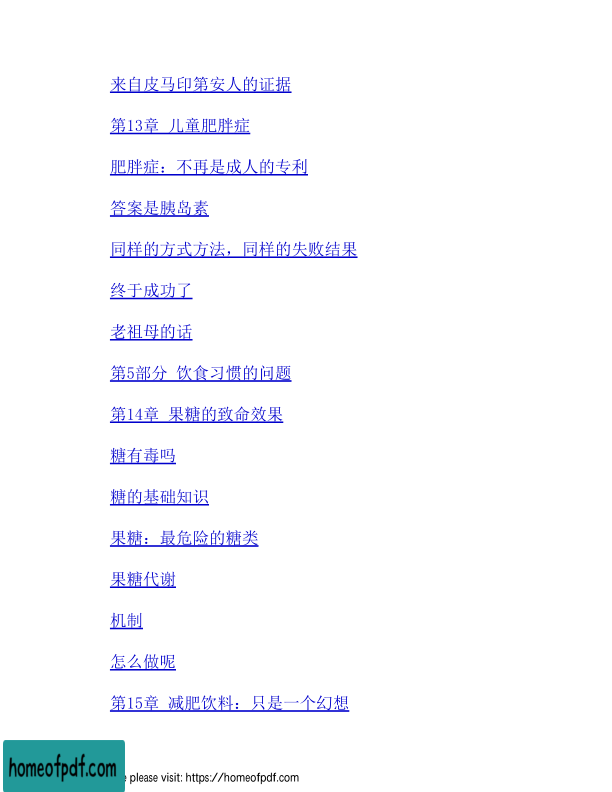 来自皮马印第安人的证据
第13章 儿童肥胖症
肥胖症：不再是成人的专利
答案是胰岛素
同样的方式方法，同样的失败结果
终于成功了
老祖母的话
第5部分 饮食习惯的问题
第14章 果糖的致命效果
糖有毒吗
糖的基础知识
果糖：最危险的糖类
果糖代谢
机制
怎么做呢
第15章 减肥饮料：只是一个幻想
homeofpdf.com please visit: https://homeofpdf.com